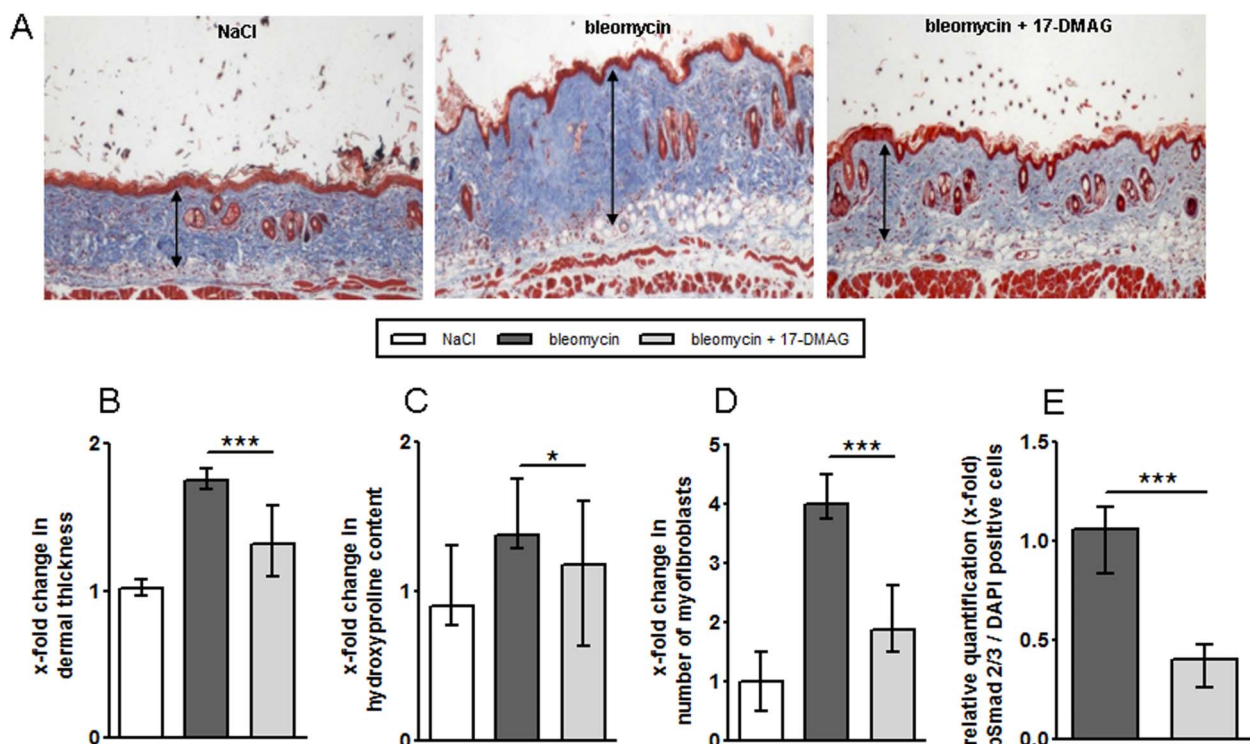 A
NaCl
bleomycin
bleomycin + 17-DMAG
NaCl bleomycin bleomycin + 17-DMAG
B
x-fold change in
dermal thickness
2
1
0
***
C
x-fold change in
hydroxyproline content
2
1
0
*
D
x-fold change in
number of myofibroblasts
5
4
3
2
1
0
***
E
relative quantification (x-fold)
psmad 2/3 / DAPI positive cells
1.5
1.0
0.5
0
***